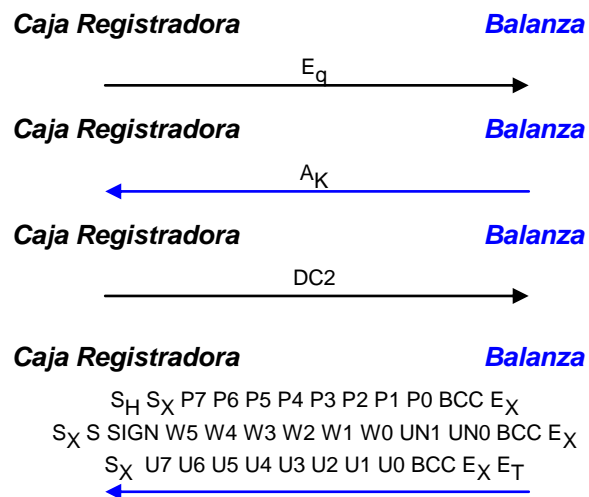 Caja Registradora Balanza
Eq
Caja Registradora Balanza
AK
Caja Registradora Balanza
DC2
Caja Registradora Balanza
SH SX P7 P6 P5 P4 P3 P2 P1 P0 BCC EX
SX S SIGN W5 W4 W3 W2 W1 W0 UN1 UN0 BCC EX
SX U7 U6 U5 U4 U3 U2 U1 U0 BCC EX ET